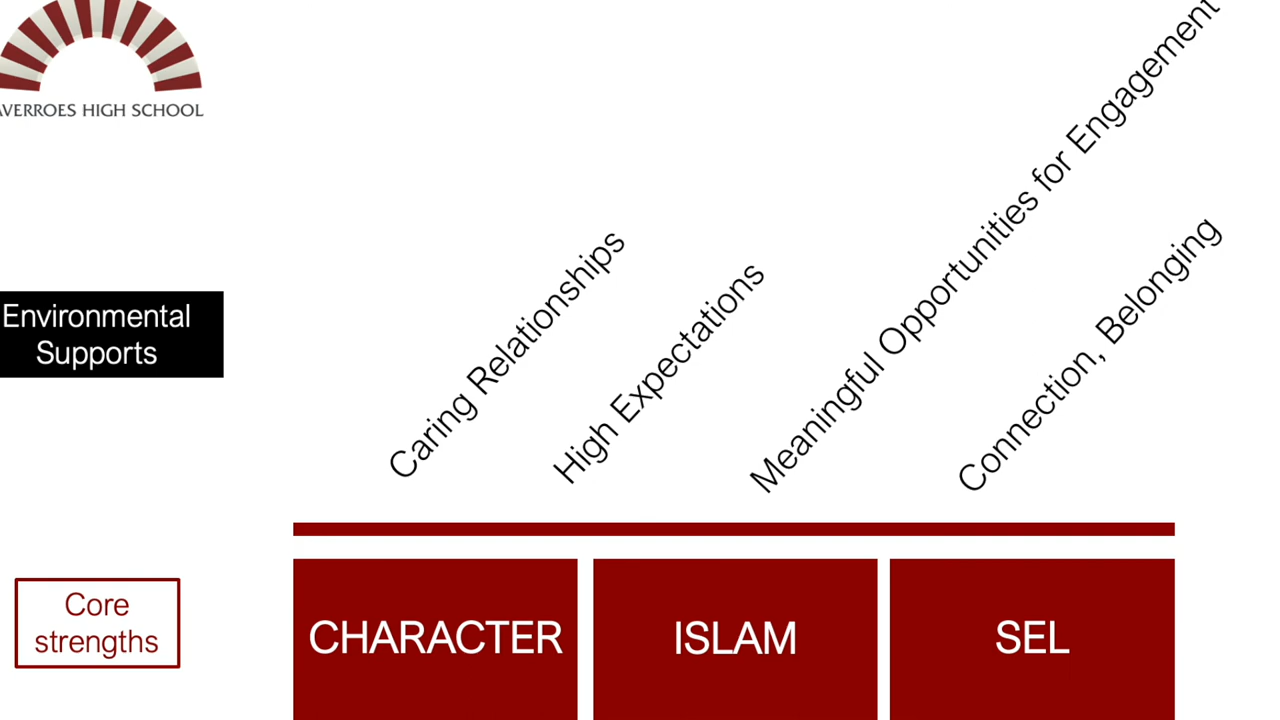 AVERROES HIGH SCHOOL
Environmental
Supports
Caring Relationships
High Expectations
Meaningful Opportunities for Engagement
Connection, Belonging
Core
strengths
CHARACTER
ISLAM
SEL